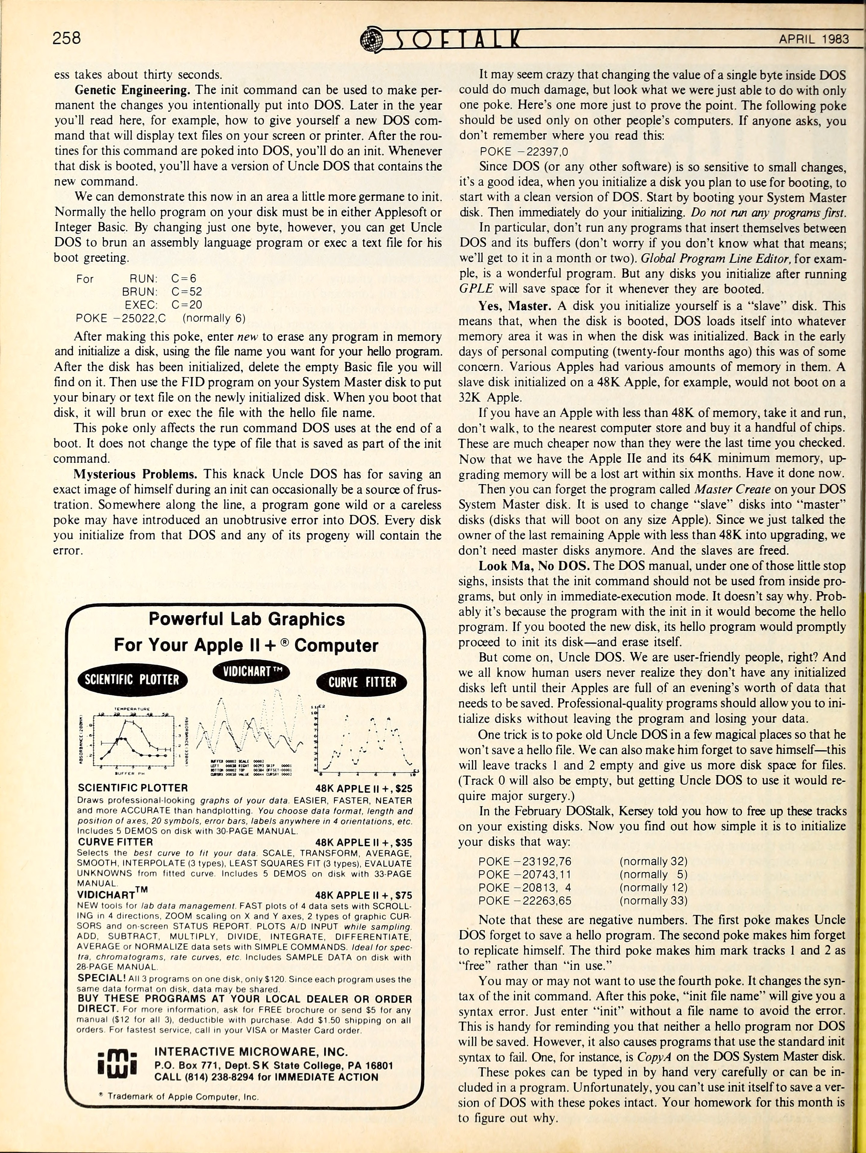 258
SOFTALK
APRIL 1983
ess takes about thirty seconds.
Genetic Engineering. The init command can be used to make per-
manent the changes you intentionally put into DOS. Later in the year
you'll read here, for example, how to give yourself a new DOS com-
mand that will display text files on your screen or printer. After the rou-
tines for this command are poked into DOS, you'll do an init. Whenever
that disk is booted, you'll have a version of Uncle DOS that contains the
new command.
We can demonstrate this now in an area a little more germane to init.
Normally the hello program on your disk must be in either Applesoft or
Integer Basic. By changing just one byte, however, you can get Uncle
DOS to brun an assembly language program or exec a text file for his
boot greeting.
For RUN: C=6
BRUN: C=52
EXEC: C=20
POKE −25022,C (normally 6)
After making this poke, enter new to erase any program in memory
and initialize a disk, using the file name you want for your hello program.
After the disk has been initialized, delete the empty Basic file you will
find on it. Then use the FID program on your System Master disk to put
your binary or text file on the newly initialized disk. When you boot that
disk, it will brun or exec the file with the hello file name.
This poke only affects the run command DOS uses at the end of a
boot. It does not change the type of file that is saved as part of the init
command.
Mysterious Problems. This knack Uncle DOS has for saving an
exact image of himself during an init can occasionally be a source of frus-
tration. Somewhere along the line, a program gone wild or a careless
poke may have introduced an unobtrusive error into DOS. Every disk
you initialize from that DOS and any of its progeny will contain the
error.
Powerful Lab Graphics
For Your Apple II + ® Computer
SCIENTIFIC PLOTTER
VIDICHART™
CURVE FITTER
TEMPERATURE
BUFFER PH
SCIENTIFIC PLOTTER 48K APPLE II +, $25
Draws professional-looking graphs of your data. EASIER, FASTER, NEATER
and more ACCURATE than handplotting. You choose data format, length and
position of axes, 20 symbols, error bars, labels anywhere in 4 orientations, etc.
Includes 5 DEMOS on disk with 30-PAGE MANUAL.
CURVE FITTER 48K APPLE II +, $35
Selects the best curve to fit your data. SCALE, TRANSFORM, AVERAGE,
SMOOTH, INTERPOLATE (3 types), LEAST SQUARES FIT (3 types), EVALUATE
UNKNOWNS from fitted curve. Includes 5 DEMOS on disk with 33-PAGE
MANUAL.
VIDICHART™ 48K APPLE II +, $75
NEW tools for lab data management. FAST plots of 4 data sets with SCROLL-
ING in 4 directions, ZOOM scaling on X and Y axes, 2 types of graphic CUR-
SORS and on-screen STATUS REPORT. PLOTS A/D INPUT while sampling.
ADD, SUBTRACT, MULTIPLY, DIVIDE, INTEGRATE, DIFFERENTIATE,
AVERAGE or NORMALIZE data sets with SIMPLE COMMANDS. Ideal for spec-
tra, chromatograms, rate curves, etc. Includes SAMPLE DATA on disk with
28-PAGE MANUAL.
SPECIAL! All 3 programs on one disk, only $120. Since each program uses the
same data format on disk, data may be shared.
BUY THESE PROGRAMS AT YOUR LOCAL DEALER OR ORDER
DIRECT. For more information, ask for FREE brochure or send $5 for any
manual ($12 for all 3), deductible with purchase. Add $1.50 shipping on all
orders. For fastest service, call in your VISA or Master Card order.
INTERACTIVE MICROWARE, INC.
P.O. Box 771, Dept. SK State College, PA 16801
CALL (814) 238-8294 for IMMEDIATE ACTION
® Trademark of Apple Computer, Inc.
It may seem crazy that changing the value of a single byte inside DOS
could do much damage, but look what we were just able to do with only
one poke. Here's one more just to prove the point. The following poke
should be used only on other people's computers. If anyone asks, you
don't remember where you read this:
POKE −22397,0
Since DOS (or any other software) is so sensitive to small changes,
it's a good idea, when you initialize a disk you plan to use for booting, to
start with a clean version of DOS. Start by booting your System Master
disk. Then immediately do your initializing. Do not run any programs first.
In particular, don't run any programs that insert themselves between
DOS and its buffers (don't worry if you don't know what that means;
we'll get to it in a month or two). Global Program Line Editor, for exam-
ple, is a wonderful program. But any disks you initialize after running
GPLE will save space for it whenever they are booted.
Yes, Master. A disk you initialize yourself is a “slave” disk. This
means that, when the disk is booted, DOS loads itself into whatever
memory area it was in when the disk was initialized. Back in the early
days of personal computing (twenty-four months ago) this was of some
concern. Various Apples had various amounts of memory in them. A
slave disk initialized on a 48K Apple, for example, would not boot on a
32K Apple.
If you have an Apple with less than 48K of memory, take it and run,
don't walk, to the nearest computer store and buy it a handful of chips.
These are much cheaper now than they were the last time you checked.
Now that we have the Apple IIe and its 64K minimum memory, up-
grading memory will be a lost art within six months. Have it done now.
Then you can forget the program called Master Create on your DOS
System Master disk. It is used to change “slave” disks into “master”
disks (disks that will boot on any size Apple). Since we just talked the
owner of the last remaining Apple with less than 48K into upgrading, we
don't need master disks anymore. And the slaves are freed.
Look Ma, No DOS. The DOS manual, under one of those little stop
sighs, insists that the init command should not be used from inside pro-
grams, but only in immediate-execution mode. It doesn't say why. Prob-
ably it's because the program with the init in it would become the hello
program. If you booted the new disk, its hello program would promptly
proceed to init its disk—and erase itself.
But come on, Uncle DOS. We are user-friendly people, right? And
we all know human users never realize they don't have any initialized
disks left until their Apples are full of an evening's worth of data that
needs to be saved. Professional-quality programs should allow you to ini-
tialize disks without leaving the program and losing your data.
One trick is to poke old Uncle DOS in a few magical places so that he
won't save a hello file. We can also make him forget to save himself—this
will leave tracks 1 and 2 empty and give us more disk space for files.
(Track 0 will also be empty, but getting Uncle DOS to use it would re-
quire major surgery.)
In the February DOStalk, Kersey told you how to free up these tracks
on your existing disks. Now you find out how simple it is to initialize
your disks that way:
POKE −23192,76 (normally 32)
POKE −20743,11 (normally 5)
POKE −20813, 4 (normally 12)
POKE −22263,65 (normally 33)
Note that these are negative numbers. The first poke makes Uncle
DOS forget to save a hello program. The second poke makes him forget
to replicate himself. The third poke makes him mark tracks 1 and 2 as
“free” rather than “in use.”
You may or may not want to use the fourth poke. It changes the syn-
tax of the init command. After this poke, “init file name” will give you a
syntax error. Just enter “init” without a file name to avoid the error.
This is handy for reminding you that neither a hello program nor DOS
will be saved. However, it also causes programs that use the standard init
syntax to fail. One, for instance, is CopyA on the DOS System Master disk.
These pokes can be typed in by hand very carefully or can be in-
cluded in a program. Unfortunately, you can't use init itself to save a ver-
sion of DOS with these pokes intact. Your homework for this month is
to figure out why.